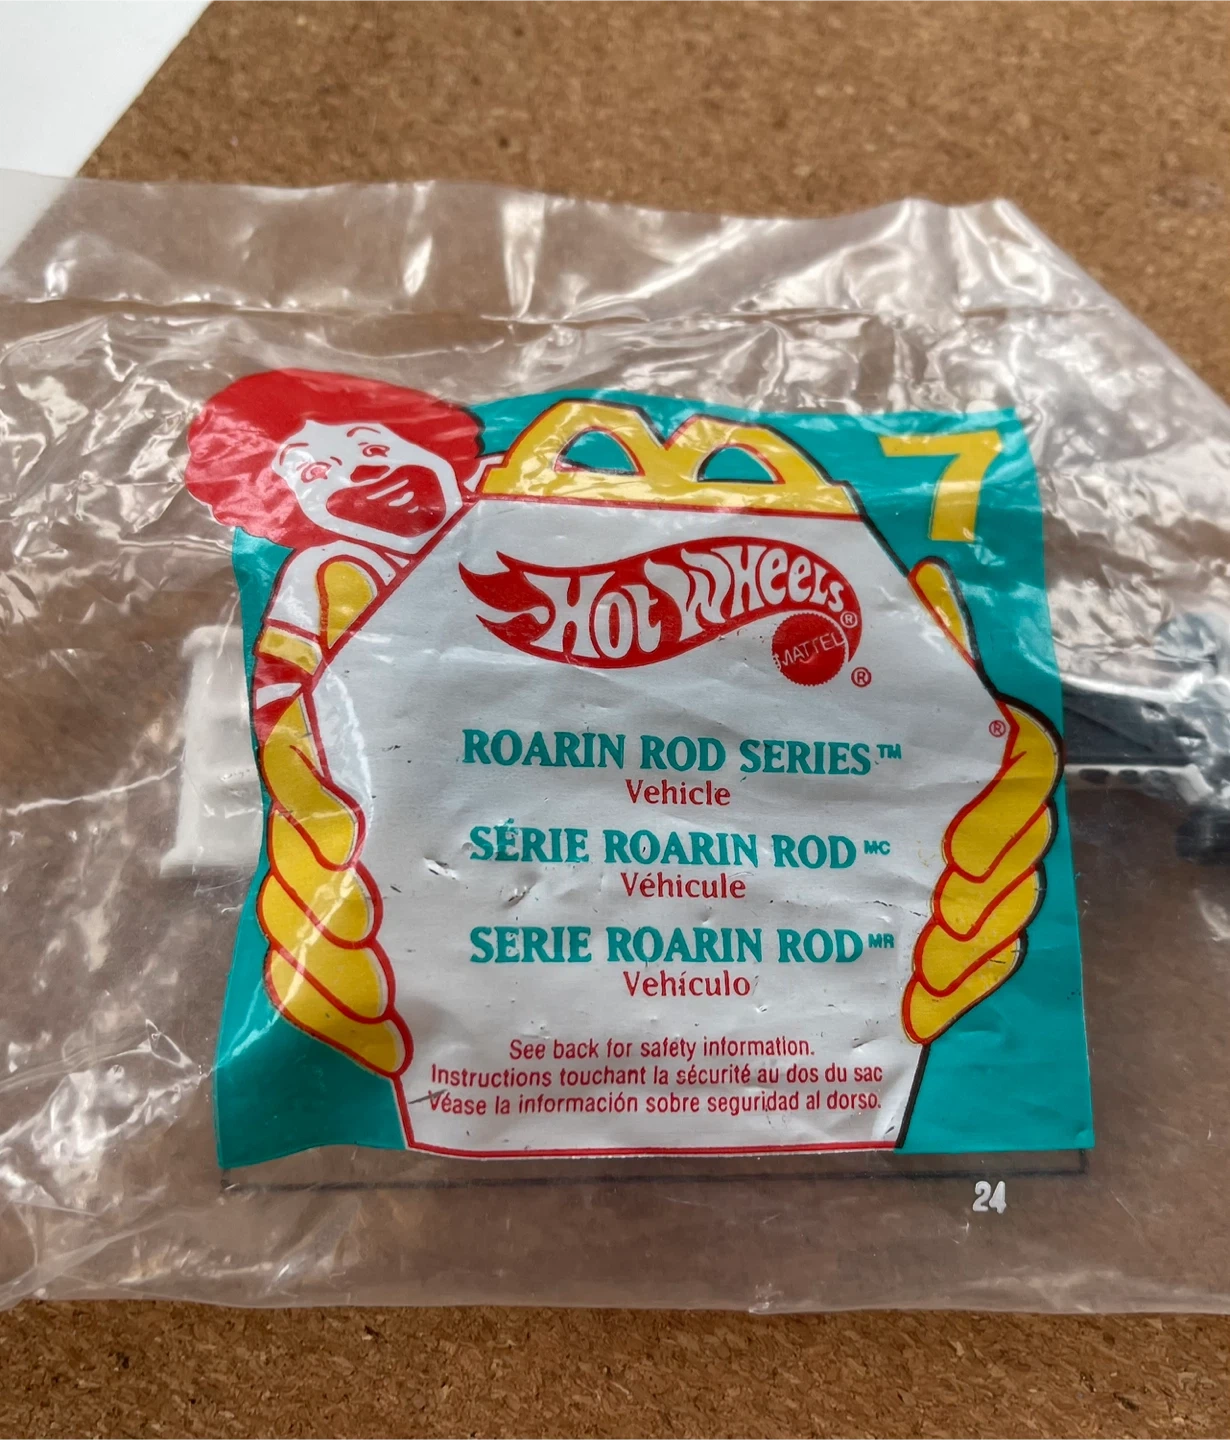 7
HOT WHEELS®
MATTEL
®
®
ROARIN ROD SERIES™
Vehicle
SÉRIE ROARIN ROD MC
Véhicule
SERIE ROARIN ROD MR
Vehículo
See back for safety information.
Instructions touchant la sécurité au dos du sac
Véase la información sobre seguridad al dorso.
24